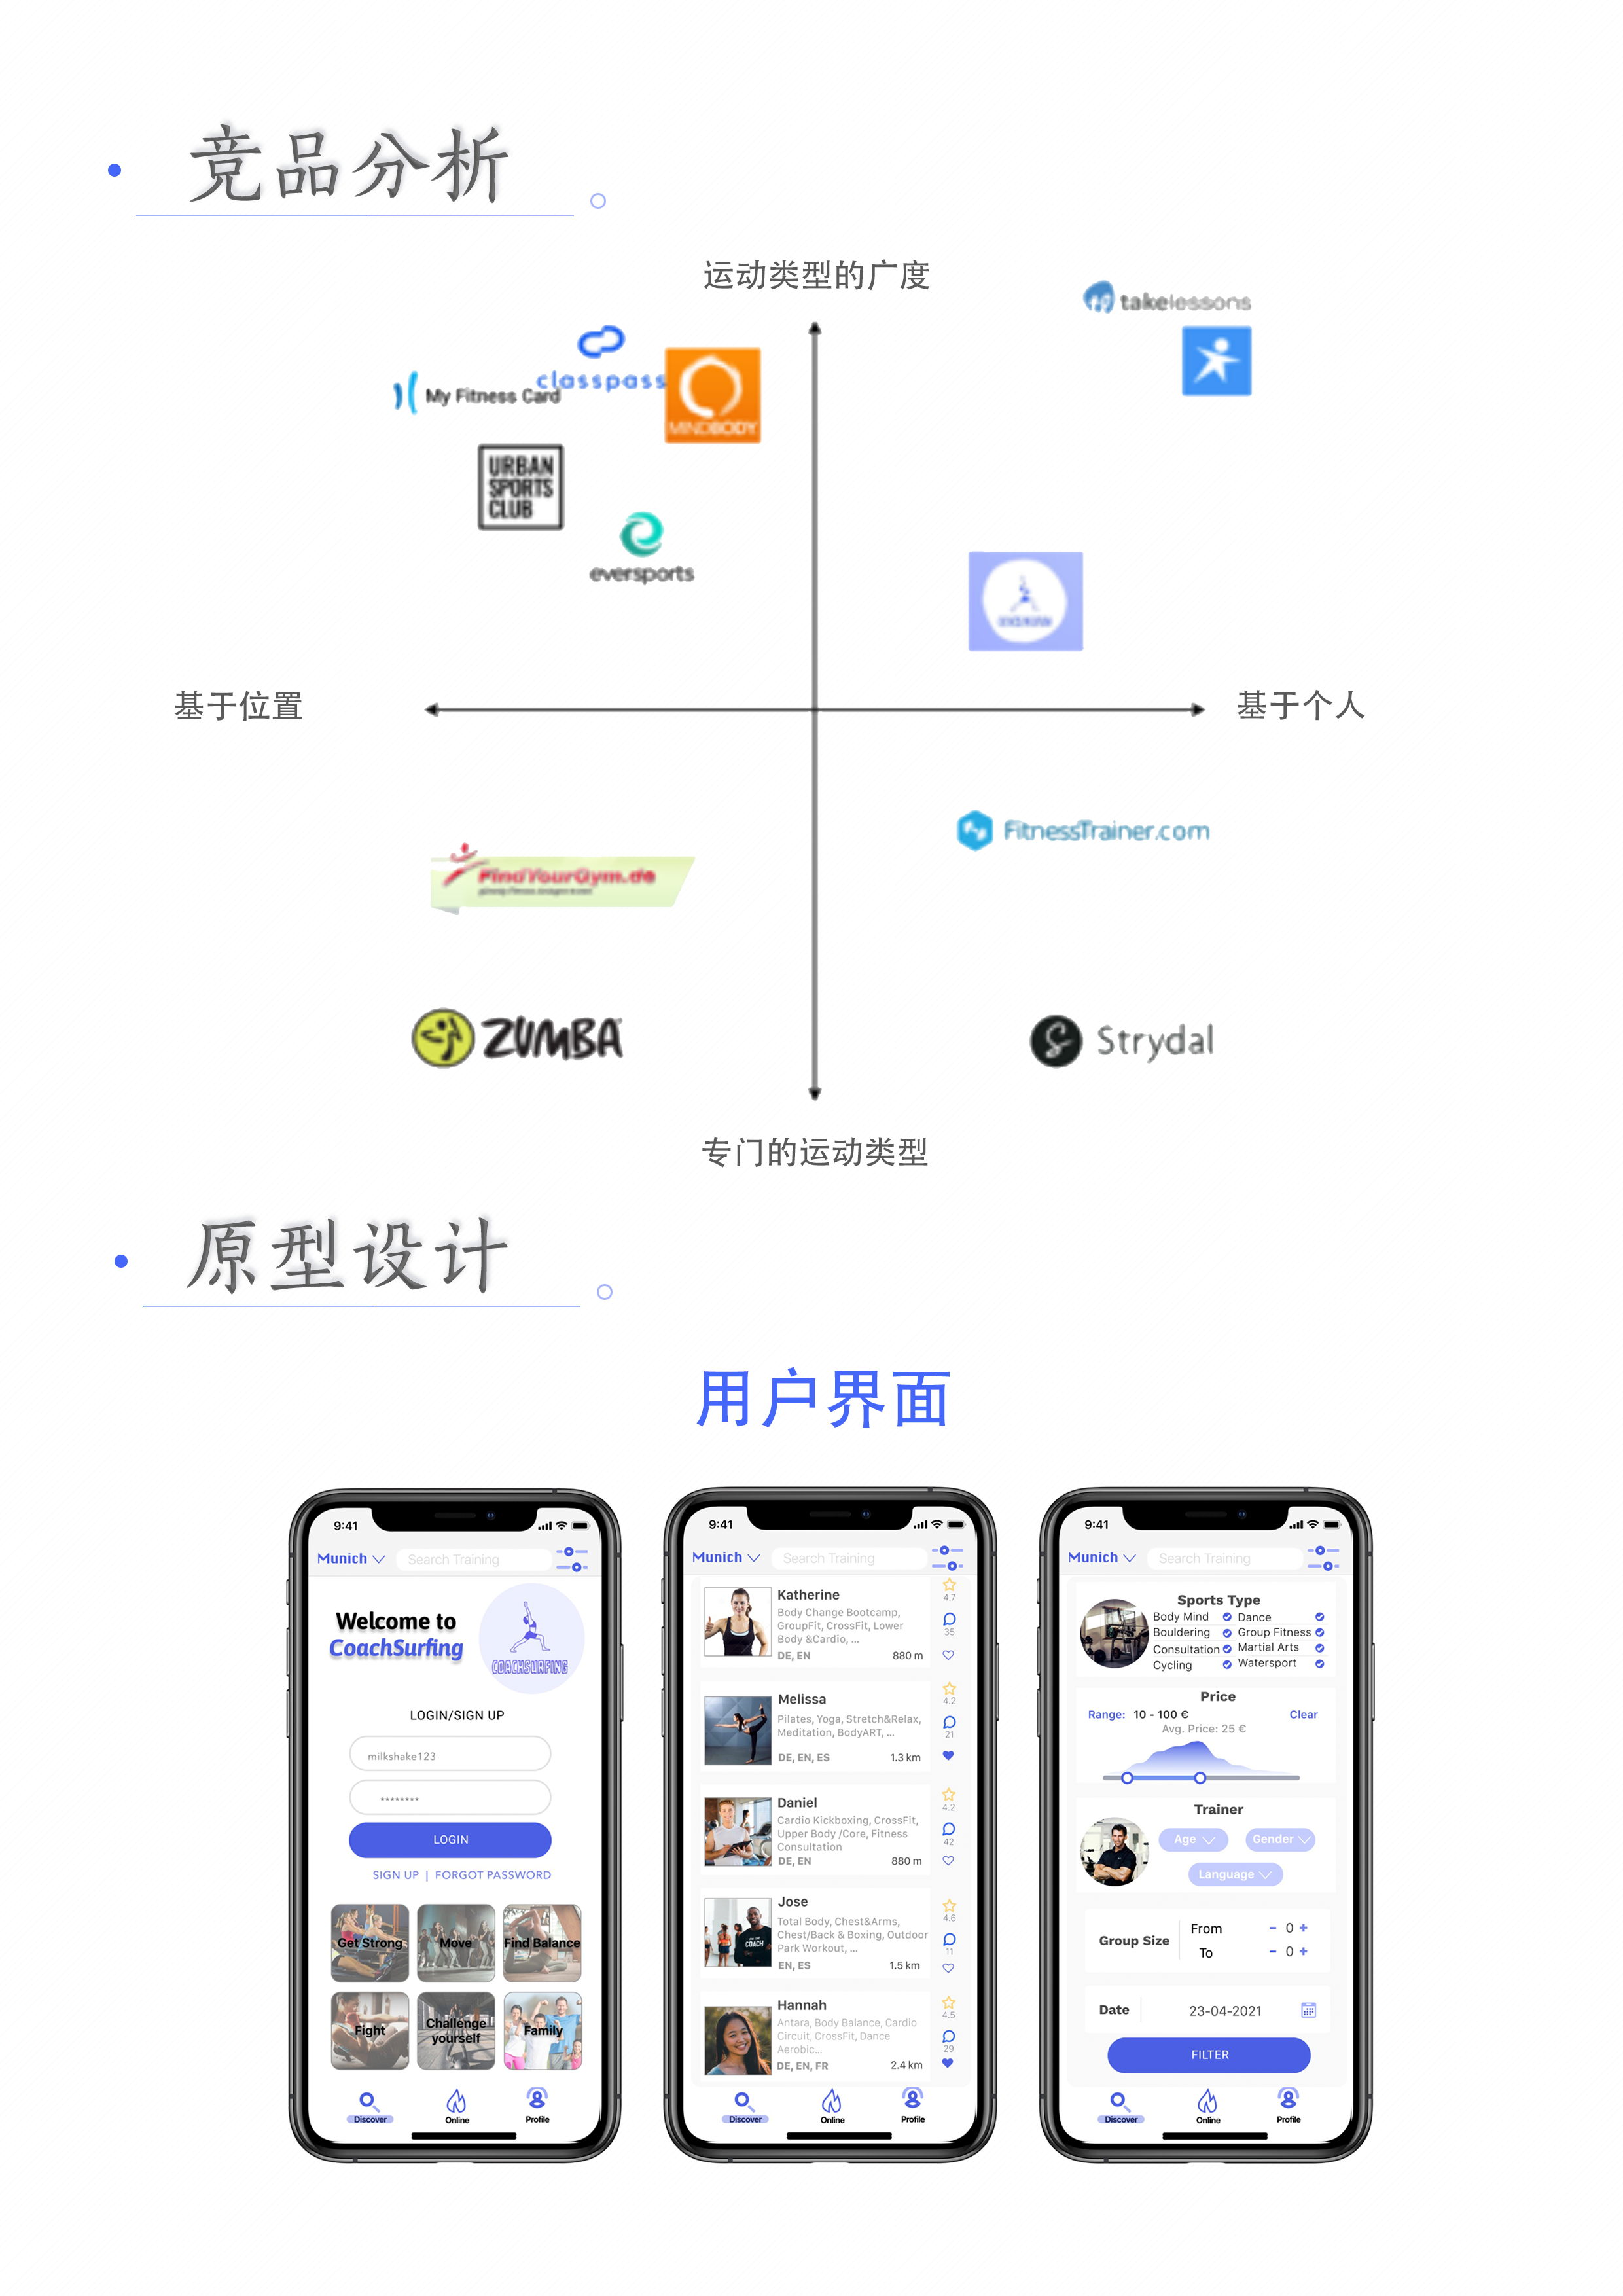 竞品分析
运动类型的广度
takelessons
classpass
My Fitness Card
MINDBODY
URBAN
SPORTS
CLUB
eversports
基于位置
基于个人
FitnessTrainer.com
FindYourGym.de
ZUMBA
Strydal
专门的运动类型
原型设计
用户界面
9:41
Munich
Search Training
Welcome to
CoachSurfing
COACHSURFING
LOGIN/SIGN UP
milkshake123
********
LOGIN
SIGN UP | FORGOT PASSWORD
Get Strong
Move
Find Balance
Fight
Challenge
yourself
Family
Discover
Online
Profile
9:41
Munich
Search Training
Katherine
4.7
Body Change Bootcamp,
GroupFit, CrossFit, Lower
Body &Cardio, ...
35
DE, EN
880 m
Melissa
4.2
Pilates, Yoga, Stretch&Relax,
Meditation, BodyART, ...
21
DE, EN, ES
1.3 km
Daniel
4.2
Cardio Kickboxing, CrossFit,
Upper Body /Core, Fitness
Consultation
42
DE, EN
880 m
Jose
4.6
Total Body, Chest&Arms,
Chest/Back & Boxing, Outdoor
Park Workout, ...
11
EN, ES
1.5 km
COACH
Hannah
4.5
Antara, Body Balance, Cardio
Circuit, CrossFit, Dance
Aerobic...
29
DE, EN, FR
2.4 km
Discover
Online
Profile
9:41
Munich
Search Training
Sports Type
Body Mind
Dance
Bouldering
Group Fitness
Consultation
Martial Arts
Cycling
Watersport
Price
Range: 10 - 100 €
Clear
Avg. Price: 25 €
Trainer
Age
Gender
Language
Group Size
From
- 0 +
To
- 0 +
Date
23-04-2021
FILTER
Discover
Online
Profile